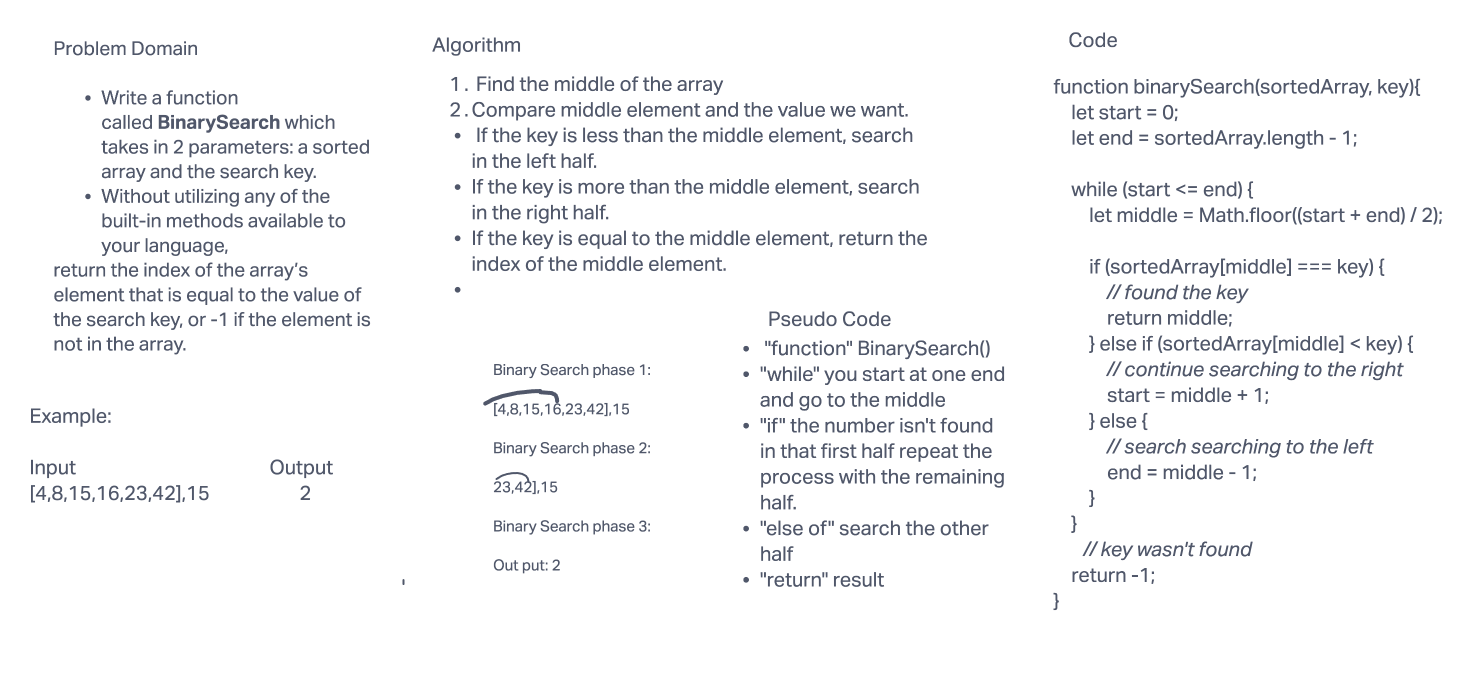 Problem Domain
• Write a function
called BinarySearch which
takes in 2 parameters: a sorted
array and the search key.
• Without utilizing any of the
built-in methods available to
your language,
return the index of the array's
element that is equal to the value of
the search key, or -1 if the element is
not in the array.
Example:
Input Output
[4,8,15,16,23,42],15 2
Algorithm
1. Find the middle of the array
2. Compare middle element and the value we want.
• If the key is less than the middle element, search
in the left half.
• If the key is more than the middle element, search
in the right half.
• If the key is equal to the middle element, return the
index of the middle element.
•
Binary Search phase 1:
[4,8,15,16,23,42],15
Binary Search phase 2:
23,42],15
Binary Search phase 3:
Out put: 2
Pseudo Code
• "function" BinarySearch()
• "while" you start at one end
and go to the middle
• "if" the number isn't found
in that first half repeat the
process with the remaining
half.
• "else of" search the other
half
• "return" result
Code
function binarySearch(sortedArray, key){
let start = 0;
let end = sortedArray.length - 1;
while (start <= end) {
let middle = Math.floor((start + end) / 2);
if (sortedArray[middle] === key) {
// found the key
return middle;
} else if (sortedArray[middle] < key) {
// continue searching to the right
start = middle + 1;
} else {
// search searching to the left
end = middle - 1;
}
}
// key wasn't found
return -1;
}